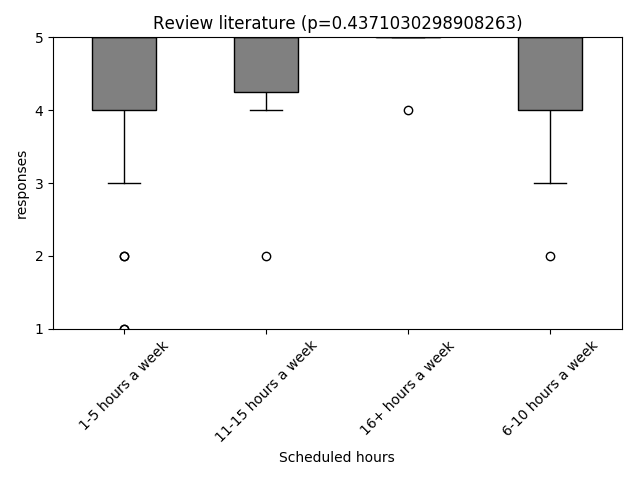 Review literature (p=0.4371030298908263)
responses
5
4
3
2
1
1-5 hours a week
11-15 hours a week
16+ hours a week
6-10 hours a week
Scheduled hours